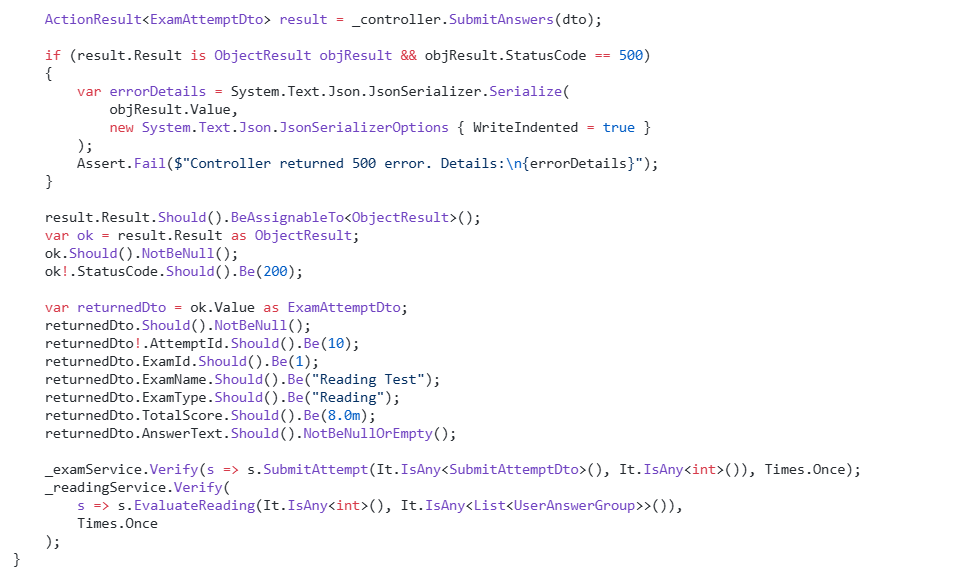 ActionResult<ExamAttemptDto> result = _controller.SubmitAnswers(dto);
if (result.Result is ObjectResult objResult && objResult.StatusCode == 500)
{
var errorDetails = System.Text.Json.JsonSerializer.Serialize(
objResult.Value,
new System.Text.Json.JsonSerializerOptions { WriteIndented = true }
);
Assert.Fail($"Controller returned 500 error. Details:\n{errorDetails}");
}
result.Result.Should().BeAssignableTo<ObjectResult>();
var ok = result.Result as ObjectResult;
ok.Should().NotBeNull();
ok!.StatusCode.Should().Be(200);
var returnedDto = ok.Value as ExamAttemptDto;
returnedDto.Should().NotBeNull();
returnedDto!.AttemptId.Should().Be(10);
returnedDto.ExamId.Should().Be(1);
returnedDto.ExamName.Should().Be("Reading Test");
returnedDto.ExamType.Should().Be("Reading");
returnedDto.TotalScore.Should().Be(8.0m);
returnedDto.AnswerText.Should().NotBeNullOrEmpty();
_examService.Verify(s => s.SubmitAttempt(It.IsAny<SubmitAttemptDto>(), It.IsAny<int>()), Times.Once);
_readingService.Verify(
s => s.EvaluateReading(It.IsAny<int>(), It.IsAny<List<UserAnswerGroup>>()),
Times.Once
);
}